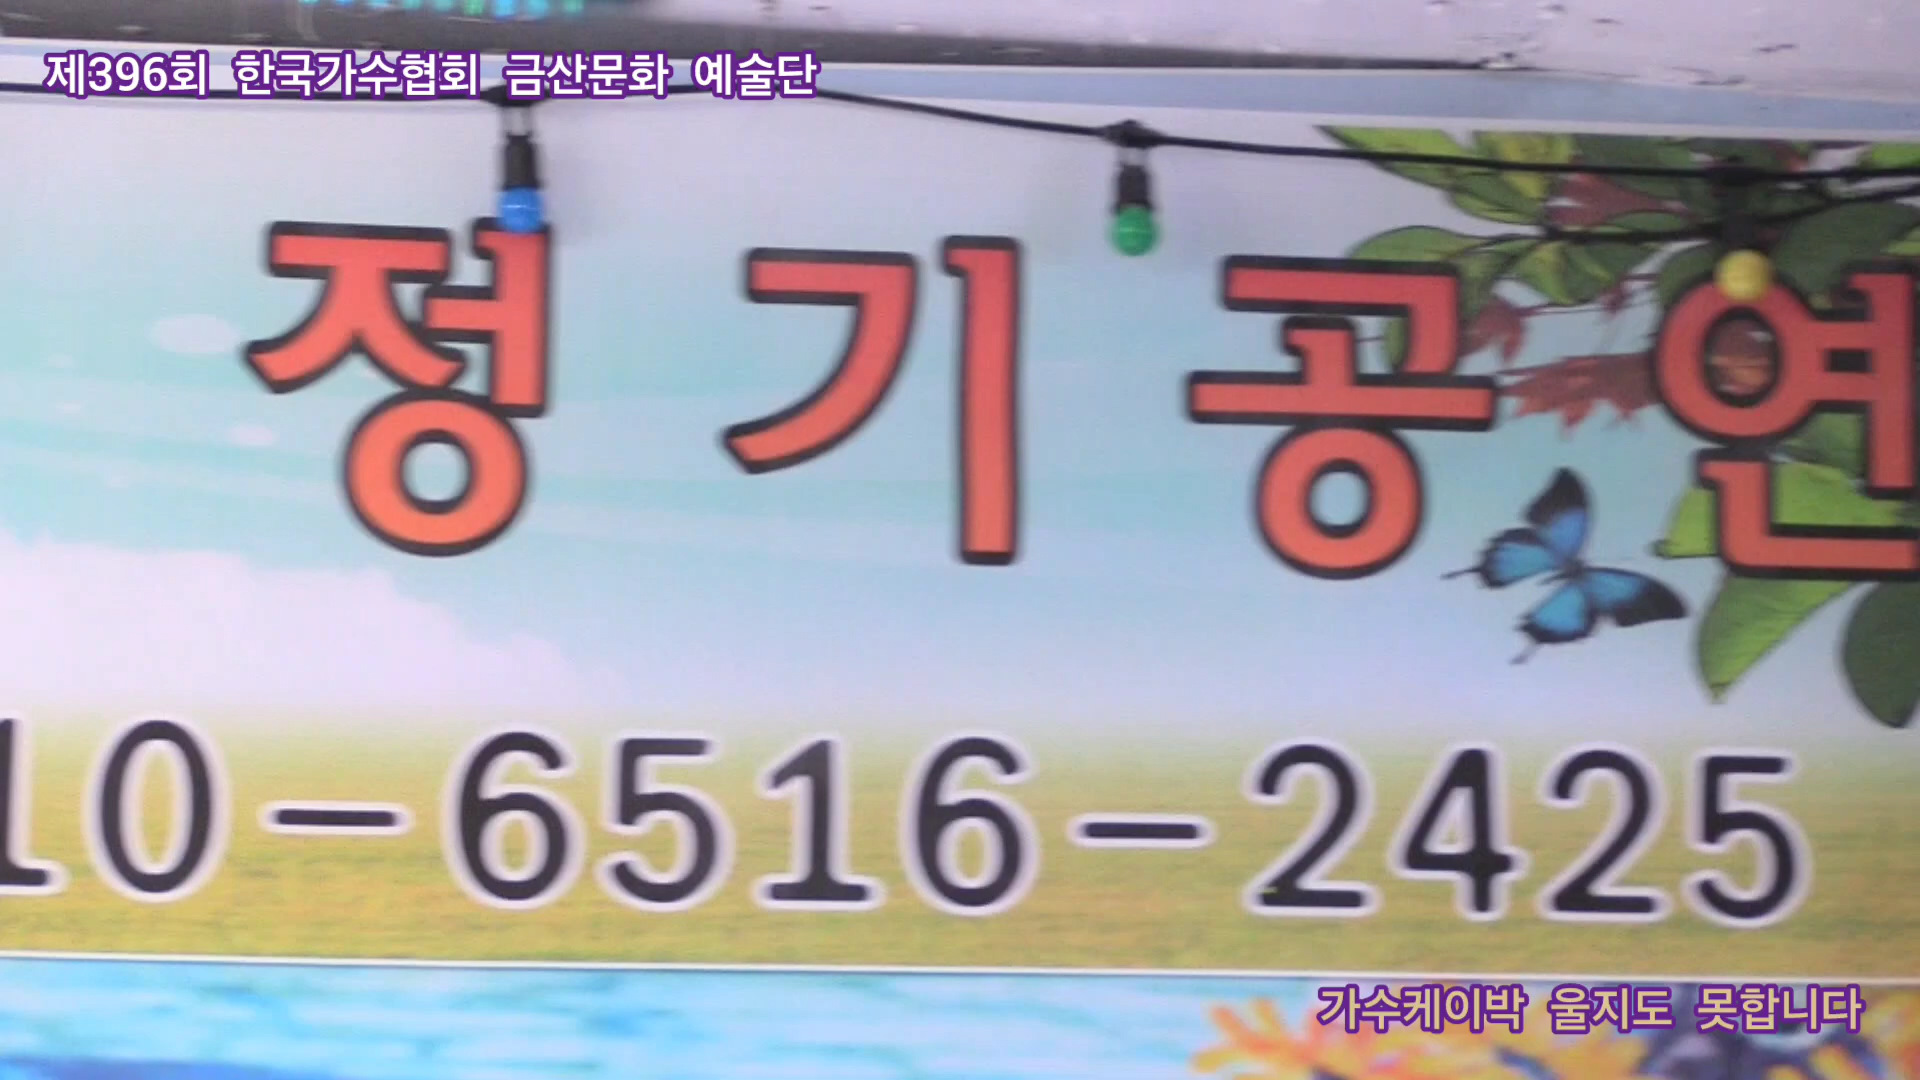 제396회 한국가수협회 금산문화 예술단
정기공연
10-6516-2425
가수케이박 울지도 못합니다